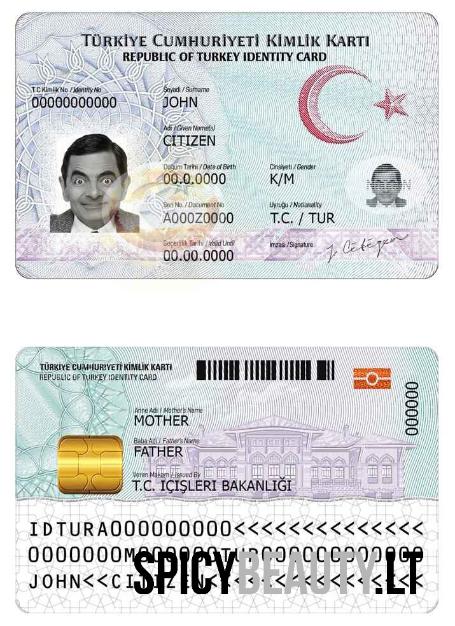 TÜRKİYE CUMHURİYETİ KİMLİK KARTI
REPUBLIC OF TURKEY IDENTITY CARD
T.C Kimlik No / Identity No
00000000000
Soyadı / Surname
JOHN
Adı / Given Name(s)
CİTİZEN
Doğum Tarihi / Date of Birth
00.0.0000
Cinsiyeti / Gender
K/M
Seri No. / Document No
A000Z0000
Uyruğu / Nationality
T.C. / TUR
Geçerlilik Tarihi / Valid Until
00.00.0000
İmzası / Signature
TÜRKİYE CUMHURİYETİ KİMLİK KARTI
REPUBLIC OF TURKEY IDENTITY CARD
000000
Anne Adı / Mother's Name
MOTHER
Baba Adı / Father's Name
FATHER
Veren Makam / Issued By
T.C. İÇİŞLERİ BAKANLIĞI
IDTURA0000000000<<<<<<<<<<<<<<<
JOHN<<CITIZEN<<<<<<<<<<<<<<<<<<
SPICYBEAUTY.LT